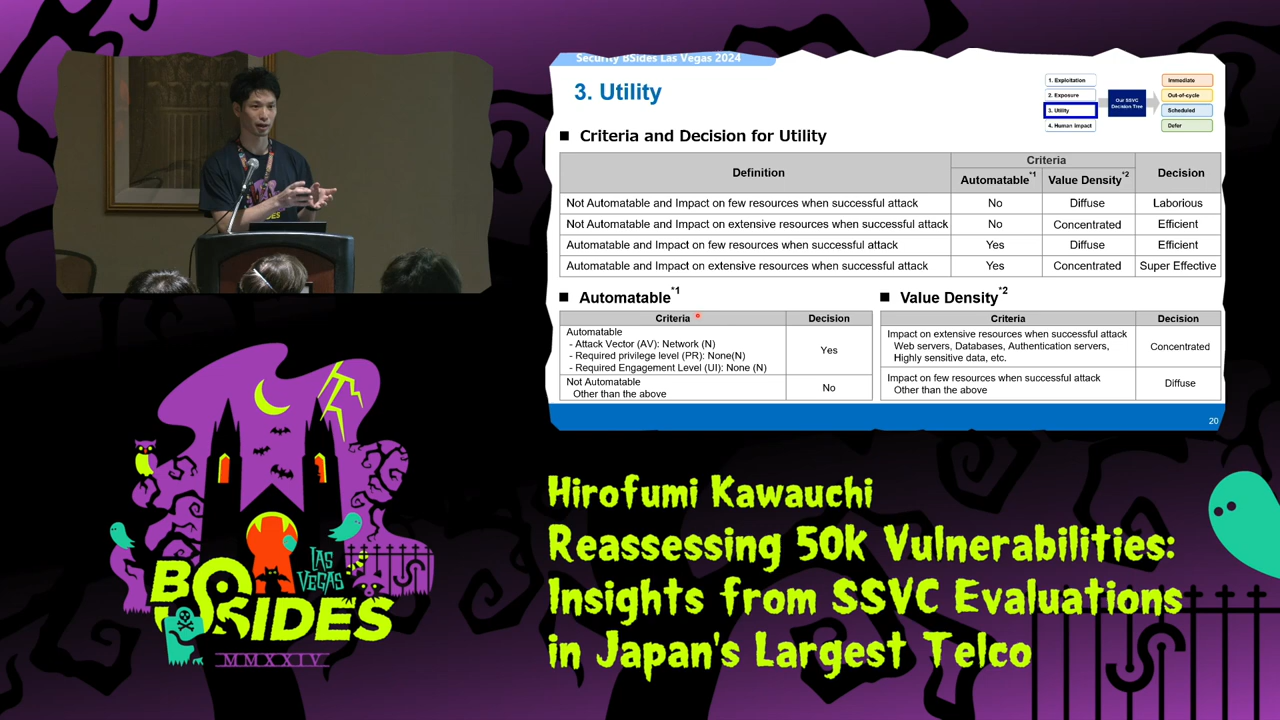 Security BSides Las Vegas 2024
3. Utility
1. Exploitation
2. Exposure
3. Utility
4. Human Impact
Our SSVC
Decision Tree
Immediate
Out-of-cycle
Scheduled
Defer
■ Criteria and Decision for Utility
Definition
Criteria
Decision
Automatable*1
Value Density*2
Not Automatable and Impact on few resources when successful attack No Diffuse Laborious
Not Automatable and Impact on extensive resources when successful attack No Concentrated Efficient
Automatable and Impact on few resources when successful attack Yes Diffuse Efficient
Automatable and Impact on extensive resources when successful attack Yes Concentrated Super Effective
■ Automatable*1
Criteria Decision
Automatable
- Attack Vector (AV): Network (N)
- Required privilege level (PR): None(N)
- Required Engagement Level (UI): None (N)
Yes
Not Automatable
Other than the above
No
■ Value Density*2
Criteria Decision
Impact on extensive resources when successful attack
Web servers, Databases, Authentication servers,
Highly sensitive data, etc.
Concentrated
Impact on few resources when successful attack
Other than the above
Diffuse
20
LAS
VEGAS
BSIDES
MMXXIV
Hirofumi Kawauchi
Reassessing 50k Vulnerabilities:
Insights from SSVC Evaluations
in Japan's Largest Telco